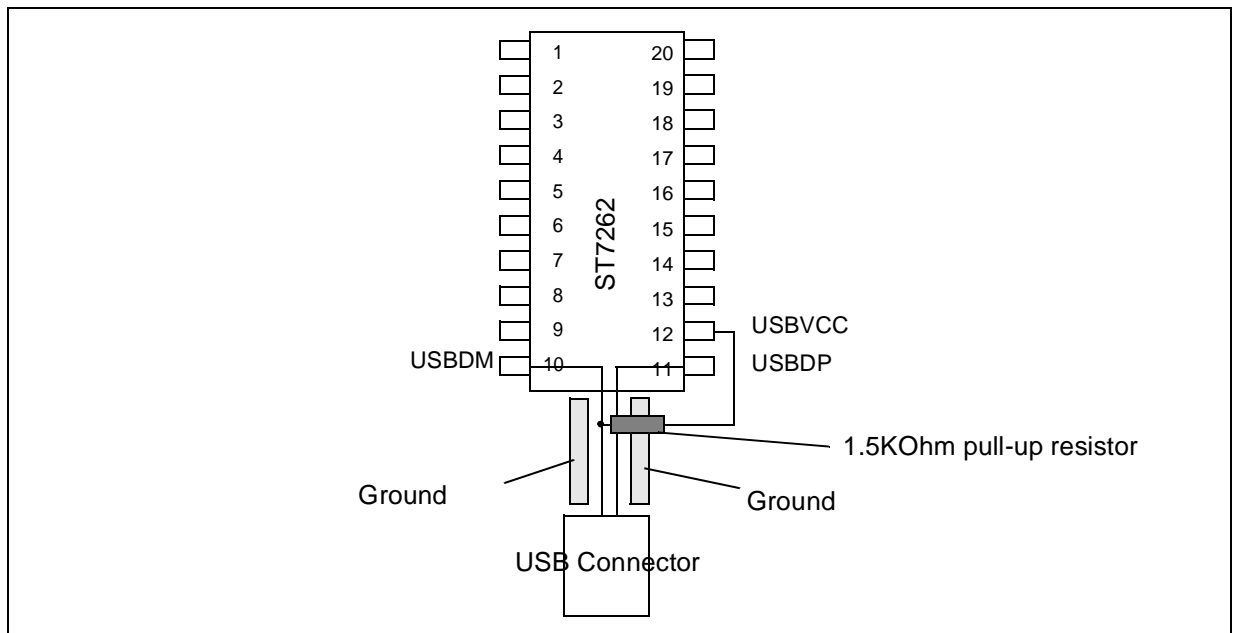 1 20
2 19
3 18
4 17
5 16
6 15
7 14
8 13
9 12
10 11
ST7262
USBVCC
USBDM
USBDP
1.5KOhm pull-up resistor
Ground
Ground
USB Connector